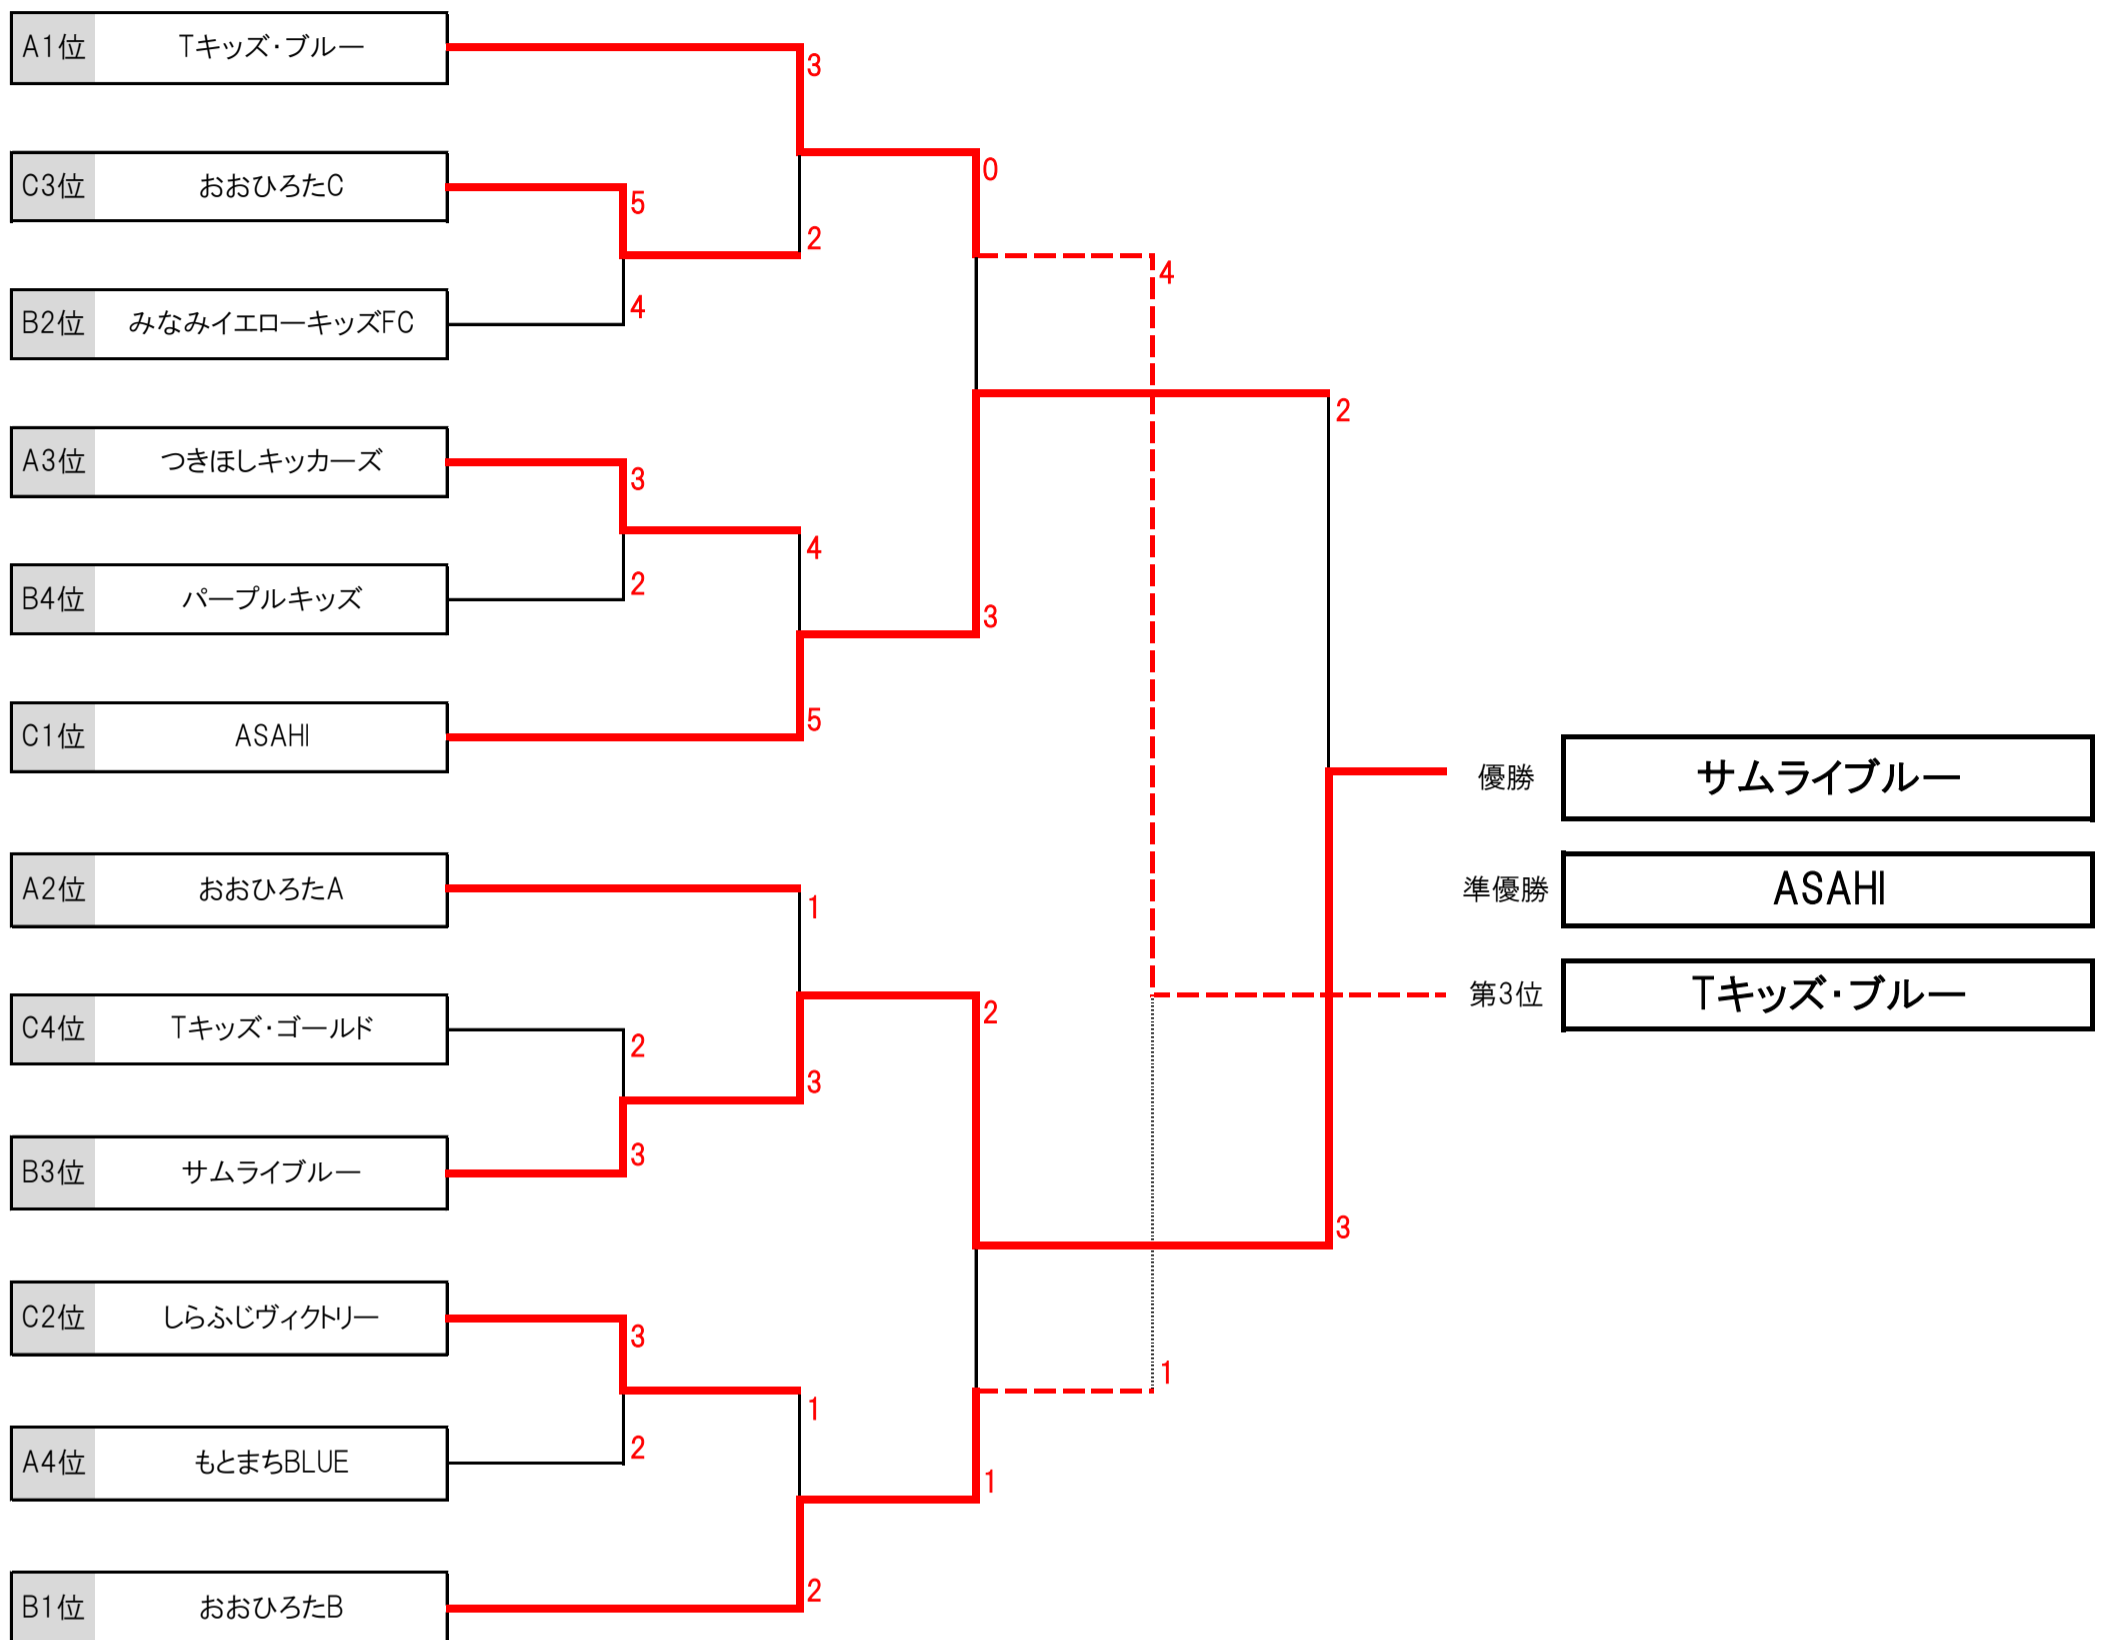 A1位 Tキッズ・ブルー
3
0
C3位 おおひろたC
5
2
4
B2位 みなみイエローキッズFC
4
2
A3位 つきほしキッカーズ
3
4
B4位 パープルキッズ
2
3
C1位 ASAHI
5
優勝 サムライブルー
A2位 おおひろたA
1
準優勝 ASAHI
第3位 Tキッズ・ブルー
C4位 Tキッズ・ゴールド
2
2
3
B3位 サムライブルー
3
3
C2位 しらふじヴィクトリー
3
1
1
A4位 もとまちBLUE
2
1
B1位 おおひろたB
2